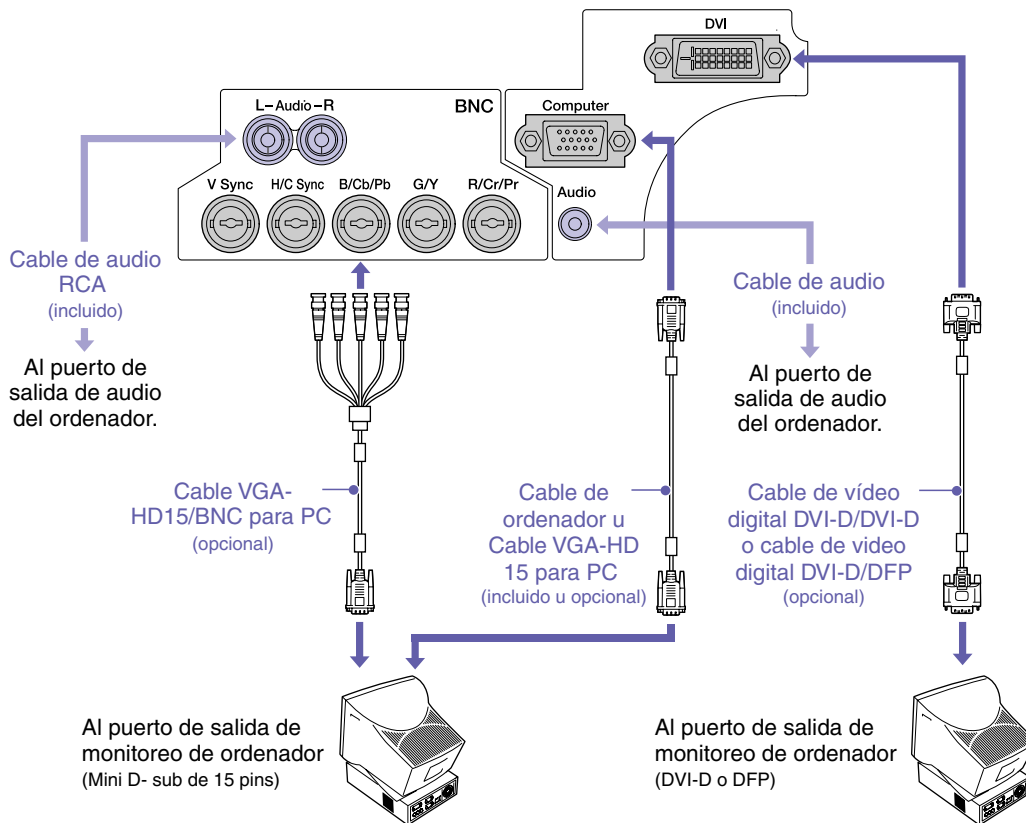 DVI
L-Audio-R
BNC
Computer
V Sync
H/C Sync
B/Cb/Pb
G/Y
R/Cr/Pr
Audio
Cable de audio
RCA
(incluido)
Al puerto de
salida de audio
del ordenador.
Cable de audio
(incluido)
Al puerto de
salida de audio
del ordenador.
Cable VGA-
HD15/BNC para PC
(opcional)
Cable de
ordenador u
Cable VGA-HD
15 para PC
(incluido u opcional)
Cable de vídeo
digital DVI-D/DVI-D
o cable de video
digital DVI-D/DFP
(opcional)
Al puerto de salida de
monitoreo de ordenador
(Mini D- sub de 15 pins)
Al puerto de salida de
monitoreo de ordenador
(DVI-D o DFP)